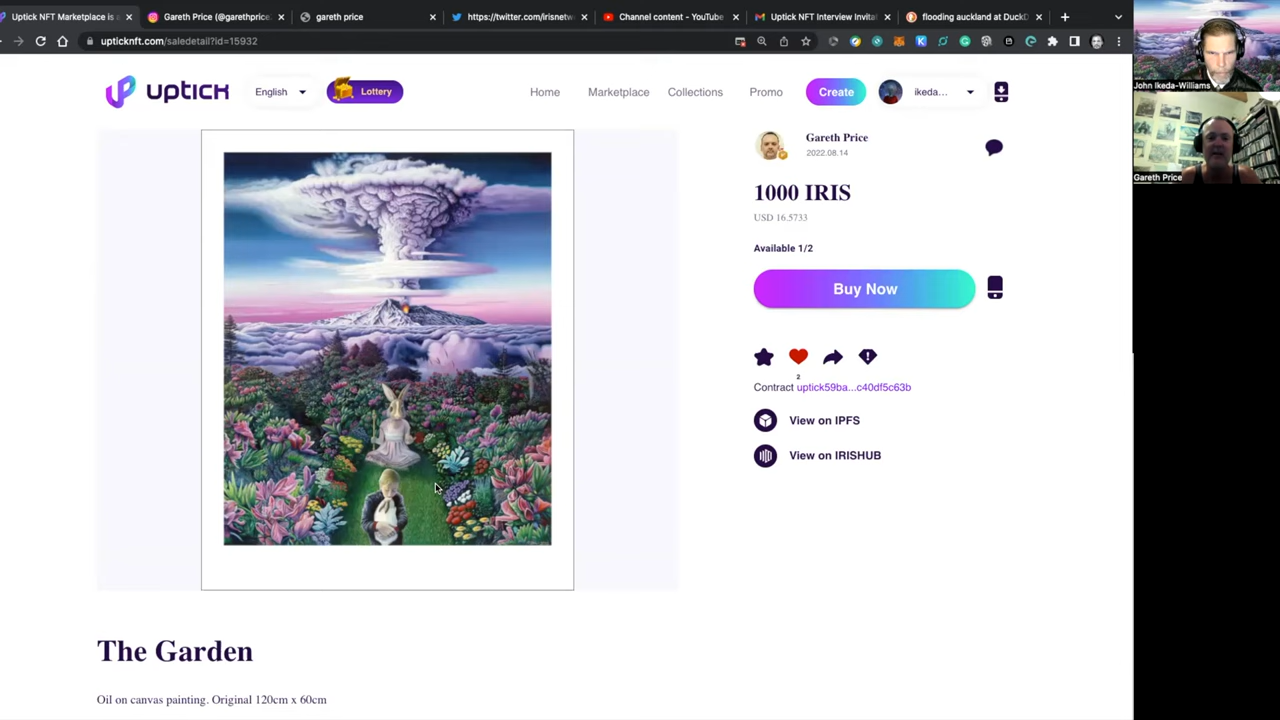 Uptick NFT Marketplace is a
Gareth Price (@garethprice.
gareth price
https://twitter.com/irisnetw
Channel content - YouTube
Uptick NFT Interview Invita
flooding auckland at DuckD
upticknft.com/saledetail?id=15932
John Ikeda-Williams
Gareth Price
uptick
English
Lottery
Home
Marketplace
Collections
Promo
Create
ikeda...
Gareth Price
2022.08.14
1000 IRIS
USD 16.5733
Available 1/2
Buy Now
2
Contract uptick59ba...c40df5c63b
View on IPFS
View on IRISHUB
The Garden
Oil on canvas painting. Original 120cm x 60cm